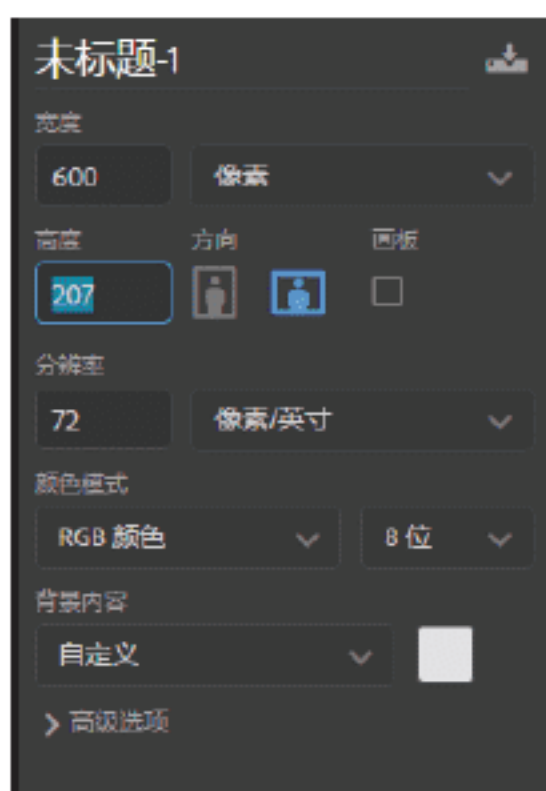 未标题-1
宽度
600 像素
高度 方向 画板
207
分辨率
72 像素/英寸
颜色模式
RGB 颜色 8 位
背景内容
自定义
高级选项